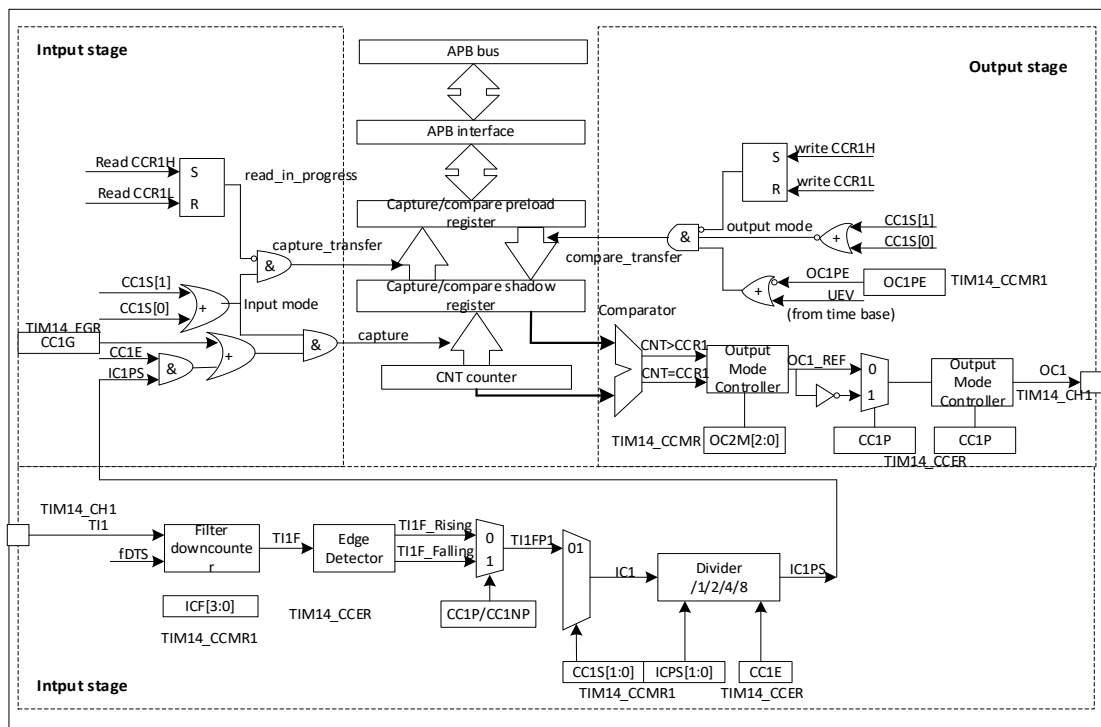 Intput stage
APB bus
Output stage
APB interface
Read CCR1H
S
R
Read CCR1L
read_in_progress
S
R
write CCR1H
write CCR1L
Capture/compare preload
register
&
output mode
+
CC1S[1]
CC1S[0]
capture_transfer
compare_transfer
&
CC1S[1]
CC1S[0]
+
Input mode
Capture/compare shadow
register
+
OC1PE
OC1PE
TIM14_CCMR1
UEV
(from time base)
TIM14_EGR
CC1G
CC1E
IC1PS
&
+
&
capture
CNT counter
Comparator
CNT>CCR1
CNT=CCR1
Output
Mode
Controller
OC1_REF
0
1
Output
Mode
Controller
OC1
TIM14_CH1
TIM14_CCMR
OC2M[2:0]
CC1P
CC1P
TIM14_CCER
TIM14_CH1
TI1
fDTS
Filter
downcounte
r
TI1F
Edge
Detector
TI1F_Rising
TI1F_Falling
0
1
TI1FP1
01
IC1
Divider
/1/2/4/8
IC1PS
ICF[3:0]
TIM14_CCMR1
TIM14_CCER
CC1P/CC1NP
CC1S[1:0]
ICPS[1:0]
CC1E
TIM14_CCMR1
TIM14_CCER
Intput stage